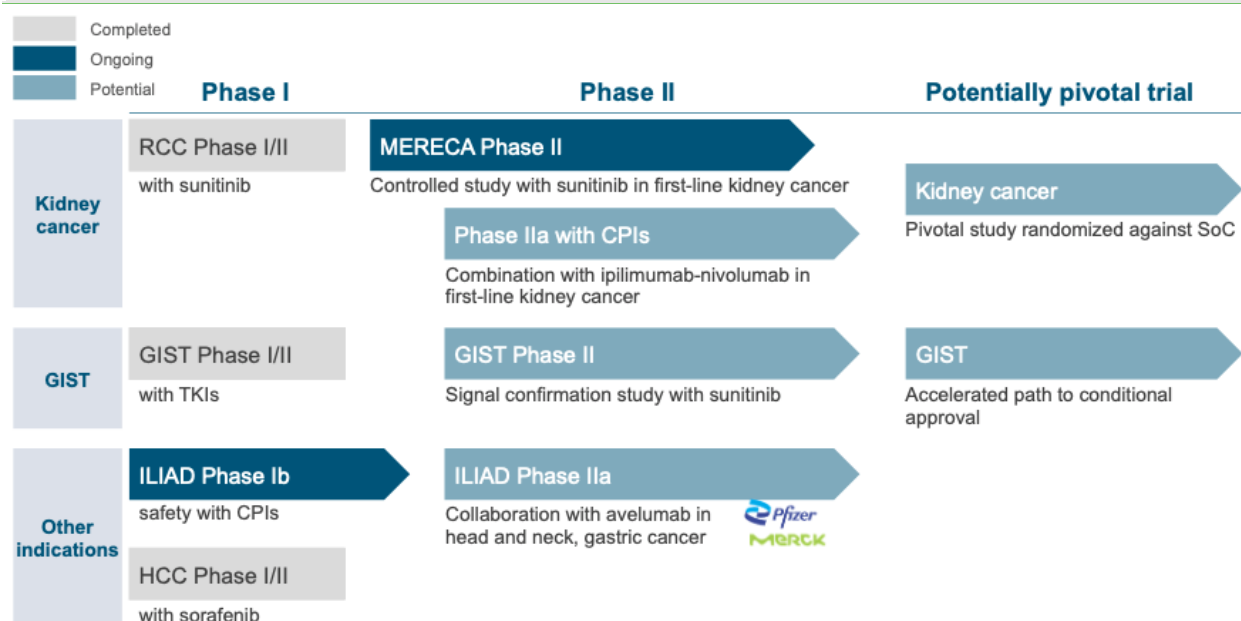 Completed
Ongoing
Potential
Phase I
Phase II
Potentially pivotal trial
Kidney
cancer
RCC Phase I/II
with sunitinib
MERECA Phase II
Controlled study with sunitinib in first-line kidney cancer
Phase IIa with CPIs
Combination with ipilimumab-nivolumab in
first-line kidney cancer
Kidney cancer
Pivotal study randomized against SoC
GIST
GIST Phase I/II
with TKIs
GIST Phase II
Signal confirmation study with sunitinib
GIST
Accelerated path to conditional
approval
Other
indications
ILIAD Phase Ib
safety with CPIs
ILIAD Phase IIa
Collaboration with avelumab in
head and neck, gastric cancer
Pfizer
MERCK
HCC Phase I/II
with sorafenib